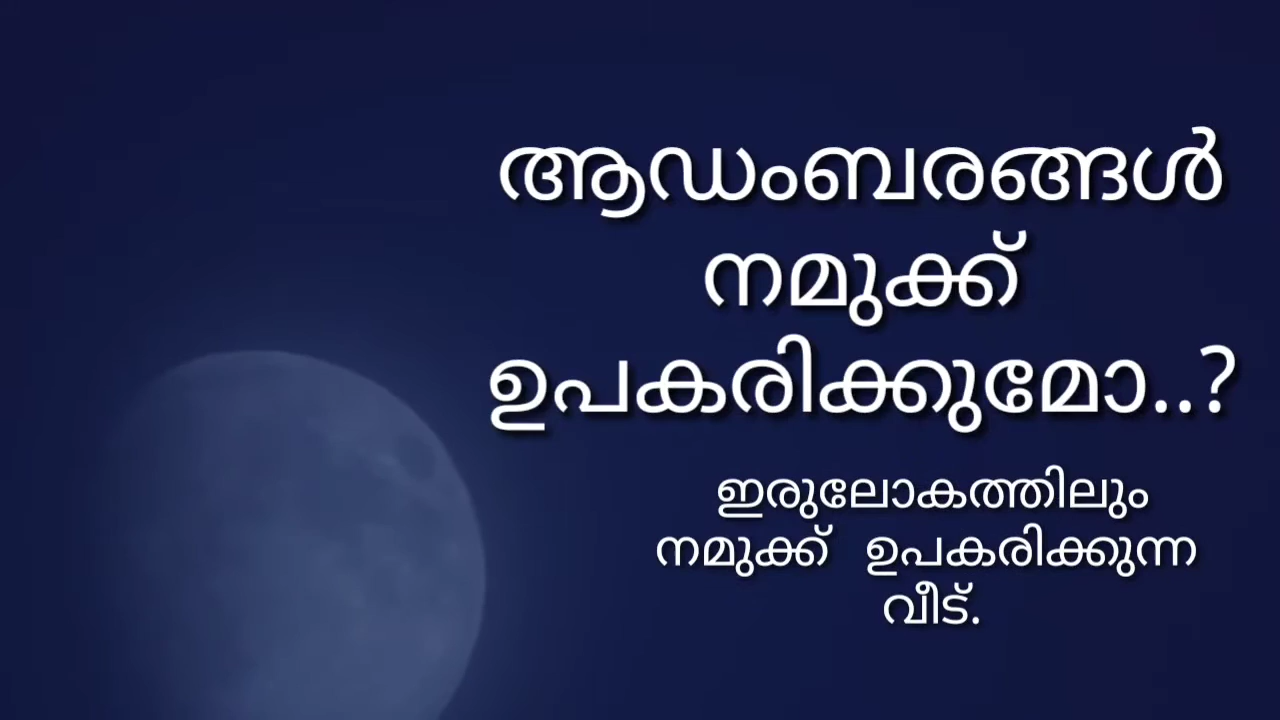 ആഡംബരങ്ങൾ
നമുക്ക്
ഉപകരിക്കുമോ..?
ഇരുലോകത്തിലും
നമുക്ക് ഉപകരിക്കുന്ന
വീട്.